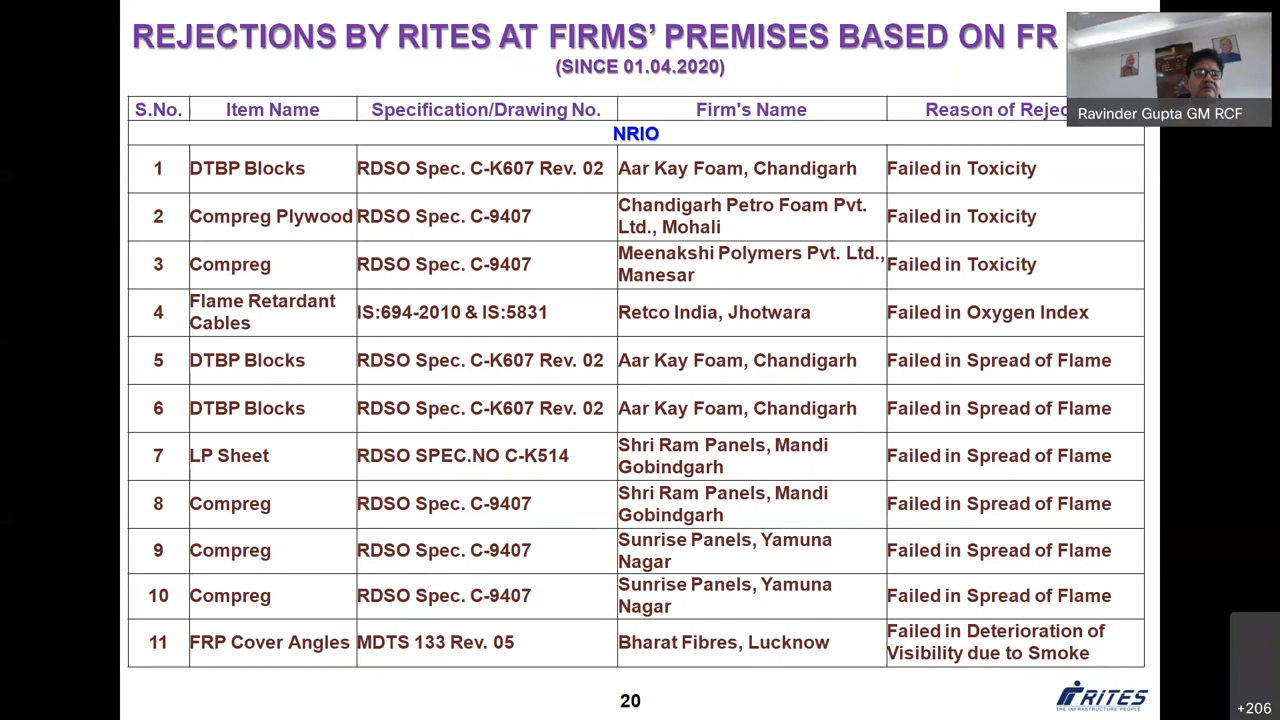 REJECTIONS BY RITES AT FIRMS' PREMISES BASED ON FR
(SINCE 01.04.2020)
Ravinder Gupta GM RCF
S.No. Item Name Specification/Drawing No. Firm's Name Reason of Rejec
NRIO
1 DTBP Blocks RDSO Spec. C-K607 Rev. 02 Aar Kay Foam, Chandigarh Failed in Toxicity
2 Compreg Plywood RDSO Spec. C-9407 Chandigarh Petro Foam Pvt.
Ltd., Mohali Failed in Toxicity
3 Compreg RDSO Spec. C-9407 Meenakshi Polymers Pvt. Ltd.,
Manesar Failed in Toxicity
4 Flame Retardant
Cables IS:694-2010 & IS:5831 Retco India, Jhotwara Failed in Oxygen Index
5 DTBP Blocks RDSO Spec. C-K607 Rev. 02 Aar Kay Foam, Chandigarh Failed in Spread of Flame
6 DTBP Blocks RDSO Spec. C-K607 Rev. 02 Aar Kay Foam, Chandigarh Failed in Spread of Flame
7 LP Sheet RDSO SPEC.NO C-K514 Shri Ram Panels, Mandi
Gobindgarh Failed in Spread of Flame
8 Compreg RDSO Spec. C-9407 Shri Ram Panels, Mandi
Gobindgarh Failed in Spread of Flame
9 Compreg RDSO Spec. C-9407 Sunrise Panels, Yamuna
Nagar Failed in Spread of Flame
10 Compreg RDSO Spec. C-9407 Sunrise Panels, Yamuna
Nagar Failed in Spread of Flame
11 FRP Cover Angles MDTS 133 Rev. 05 Bharat Fibres, Lucknow Failed in Deterioration of
Visibility due to Smoke
20
RITES
THE INFRASTRUCTURE PEOPLE
+206